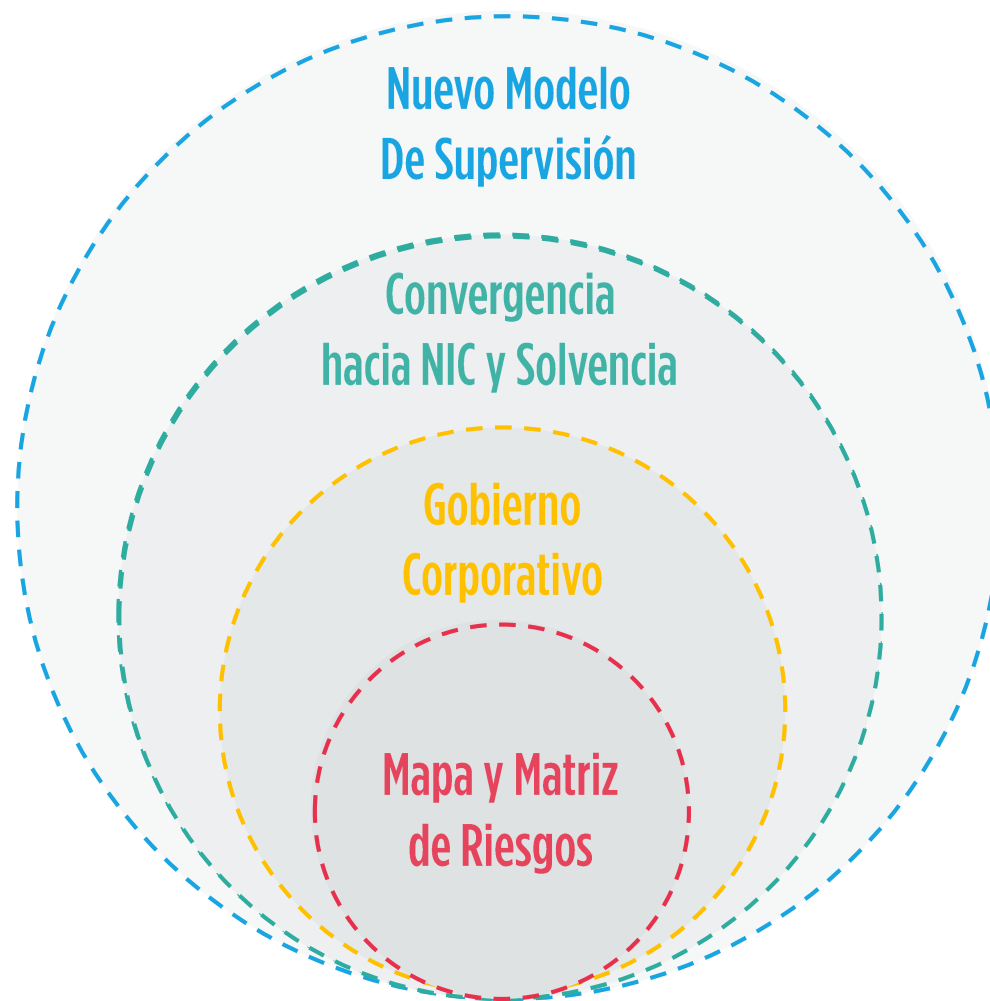 Nuevo Modelo
De Supervisión
Convergencia
hacia NIC y Solvencia
Gobierno
Corporativo
Mapa y Matriz
de Riesgos